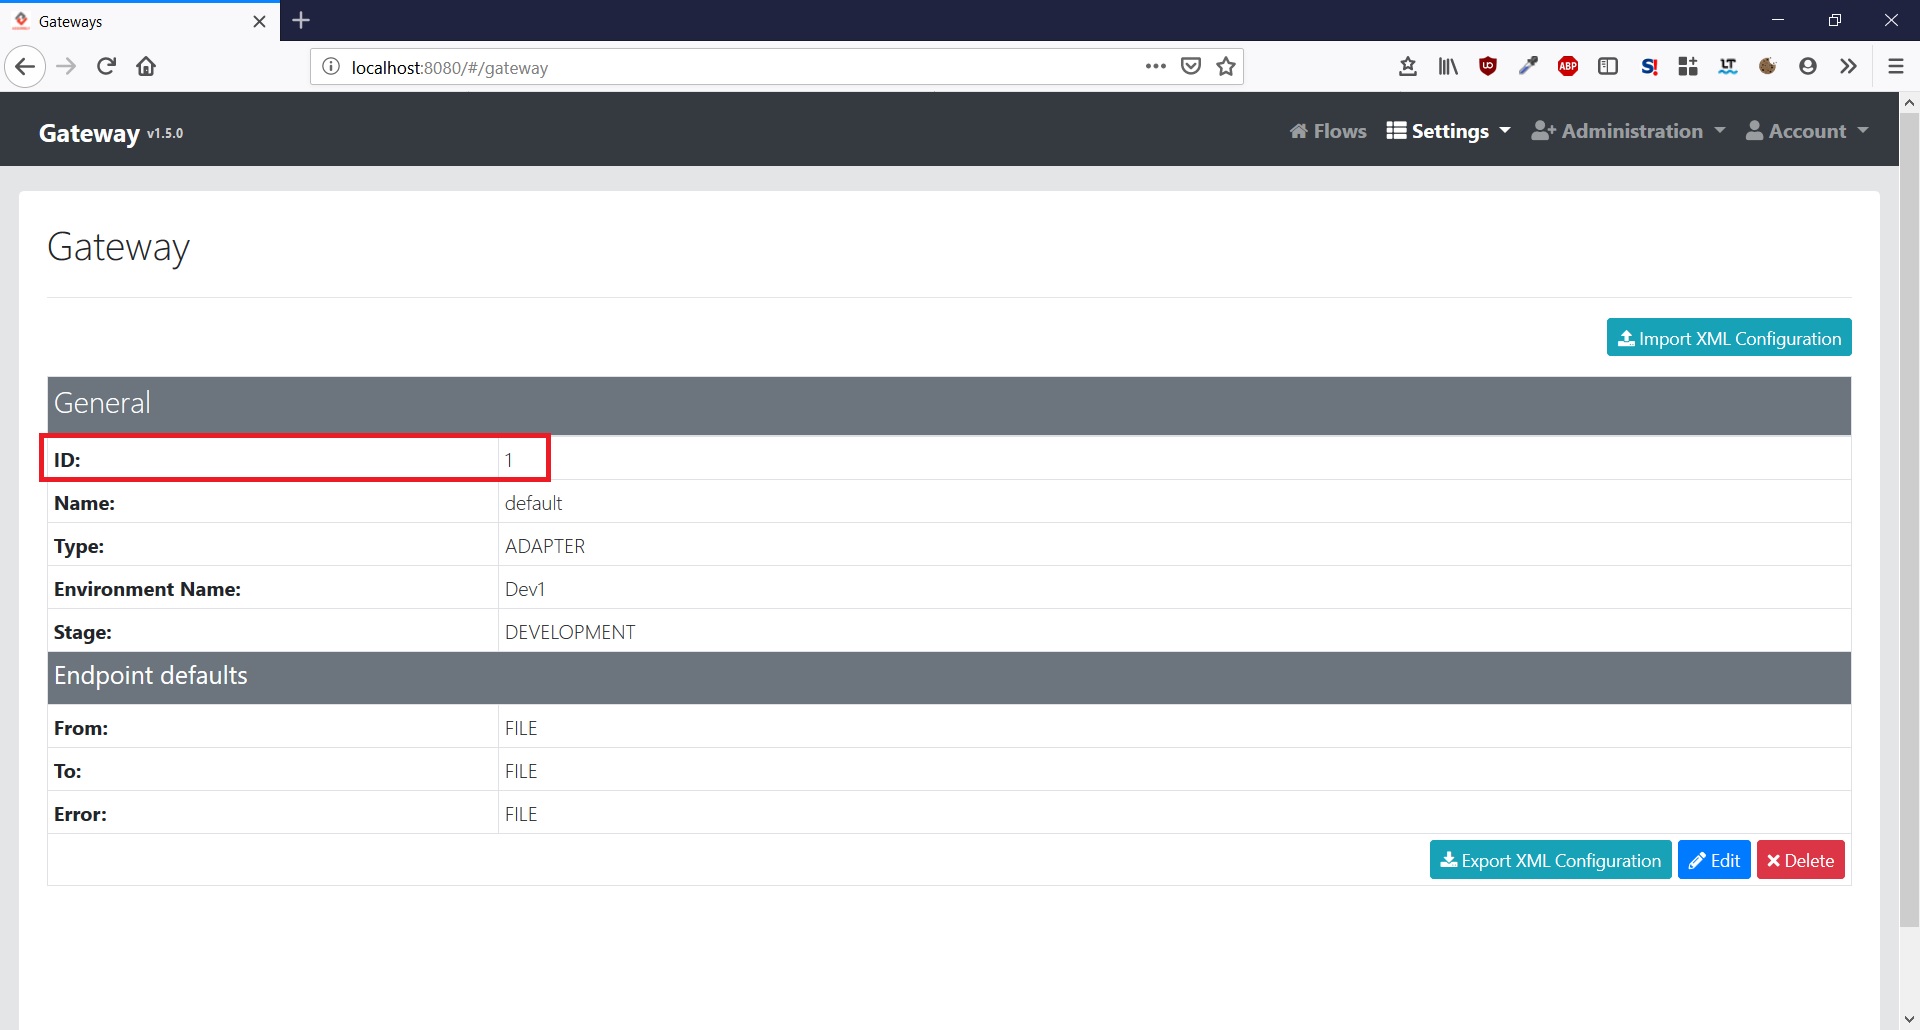 Gateways
localhost:8080/#/gateway
Gateway v1.5.0
Flows Settings Administration Account
Gateway
Import XML Configuration
General
ID: 1
Name: default
Type: ADAPTER
Environment Name: Dev1
Stage: DEVELOPMENT
Endpoint defaults
From: FILE
To: FILE
Error: FILE
Export XML Configuration Edit Delete